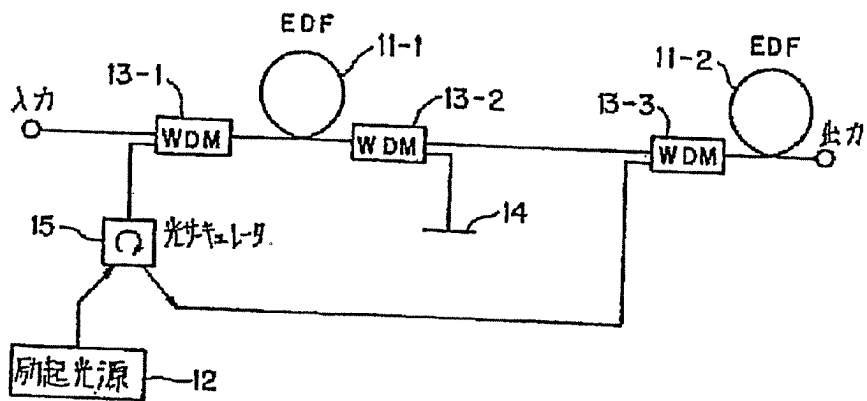 EDF
11-1
EDF
11-2
13-1
13-2
13-3
入力
WDM
WDM
WDM
出力
14
15
光サーキュレータ
励起光源
12